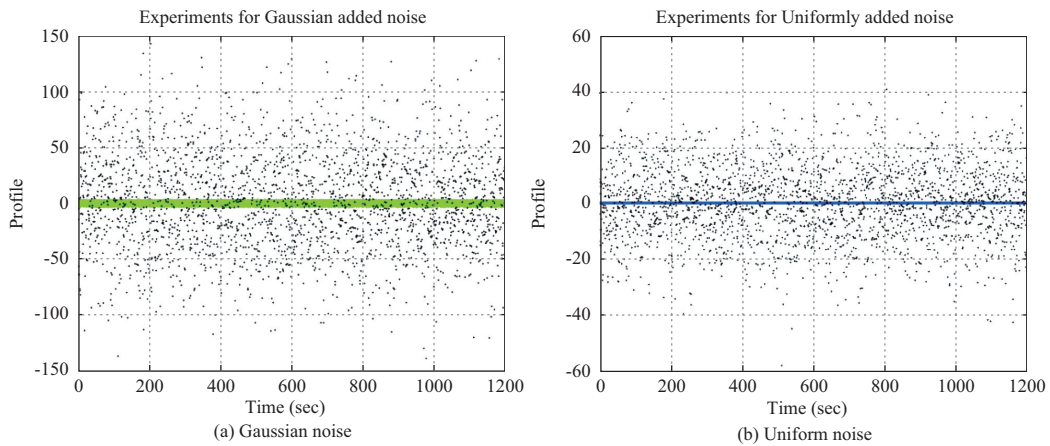 Experiments for Gaussian added noise
150
100
50
0
-50
-100
-150
Profile
0 200 400 600 800 1000 1200
Time (sec)
(a) Gaussian noise
Experiments for Uniformly added noise
60
40
20
0
-20
-40
-60
Profile
0 200 400 600 800 1000 1200
Time (sec)
(b) Uniform noise